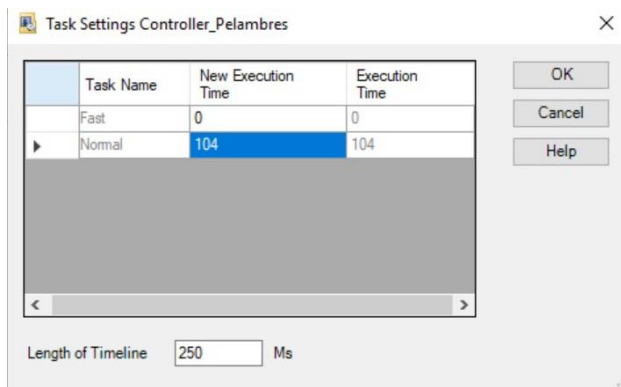 Task Settings Controller_Pelambres
Task Name New Execution Time Execution Time
Fast 0 0
Normal 104 104
OK
Cancel
Help
Length of Timeline 250 Ms